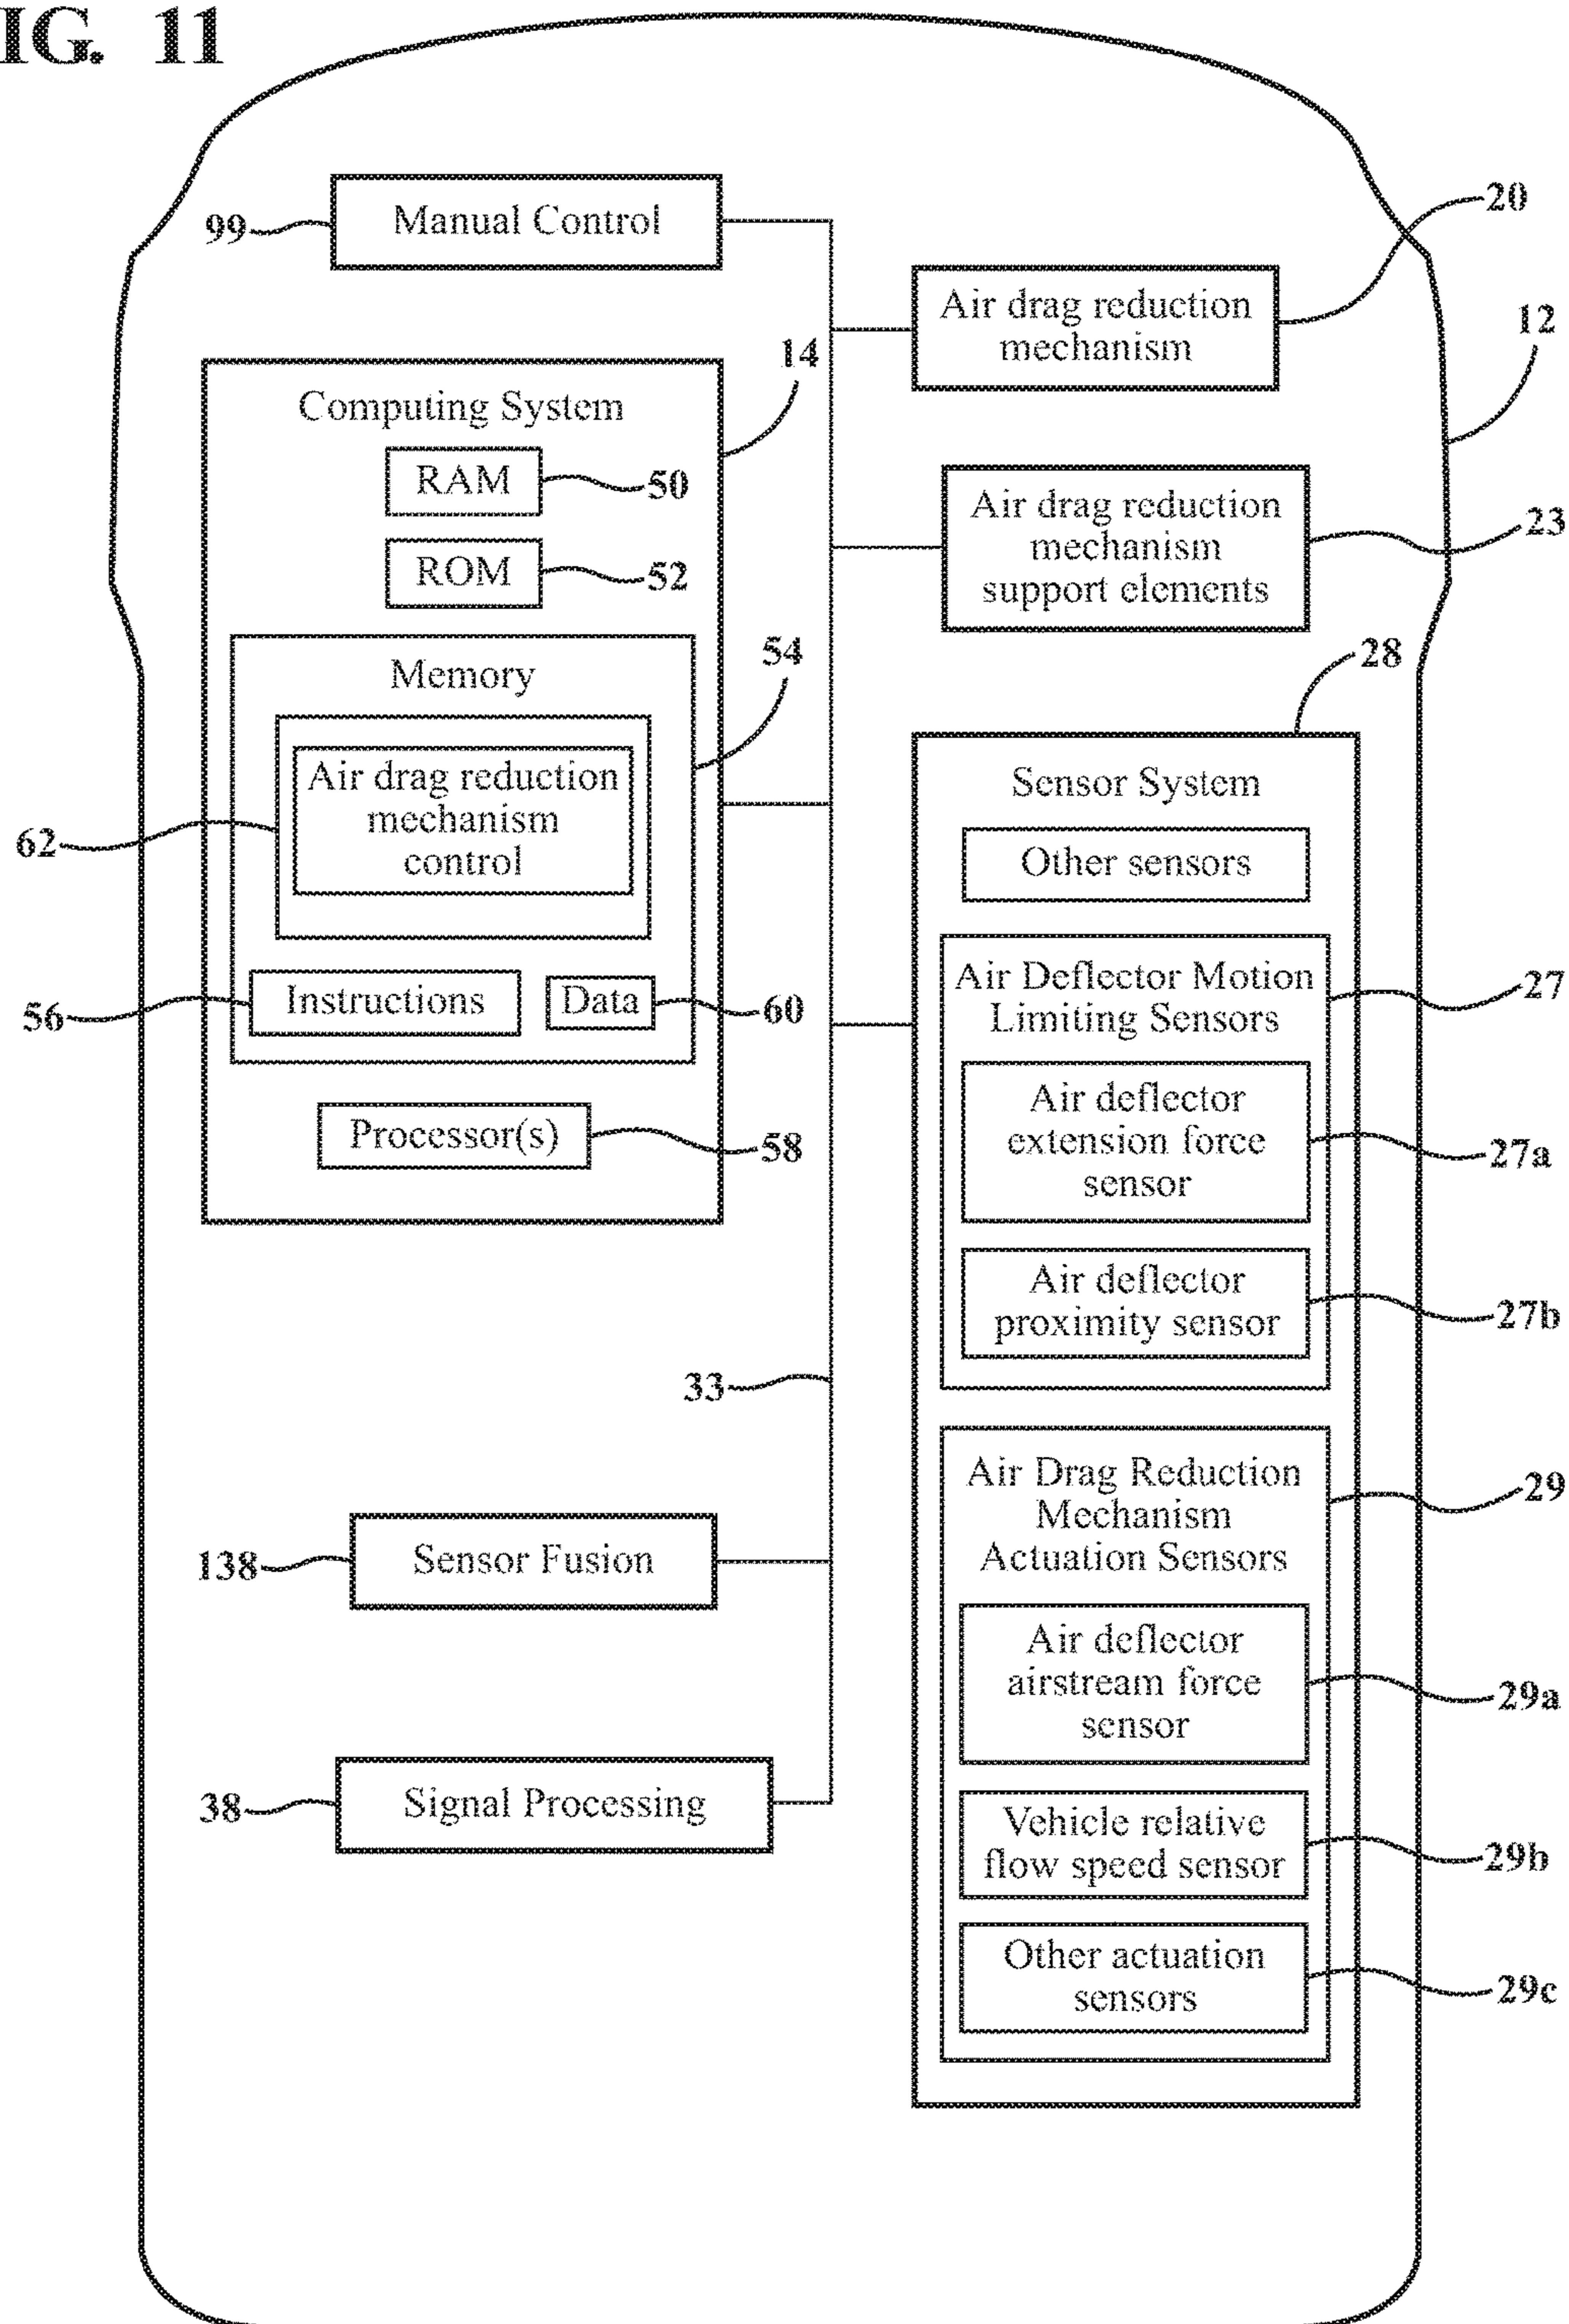 IG. 11
99
Manual Control
20
Air drag reduction
mechanism
12
14
Computing System
RAM
50
ROM
52
Air drag reduction
mechanism
support elements
23
Memory
54
Air drag reduction
mechanism
control
62
Instructions
56
Data
60
Processor(s)
58
28
Sensor System
Other sensors
Air Deflector Motion
Limiting Sensors
27
Air deflector
extension force
sensor
27a
Air deflector
proximity sensor
27b
33
Air Drag Reduction
Mechanism
Actuation Sensors
29
138
Sensor Fusion
Air deflector
airstream force
sensor
29a
38
Signal Processing
Vehicle relative
flow speed sensor
29b
Other actuation
sensors
29c